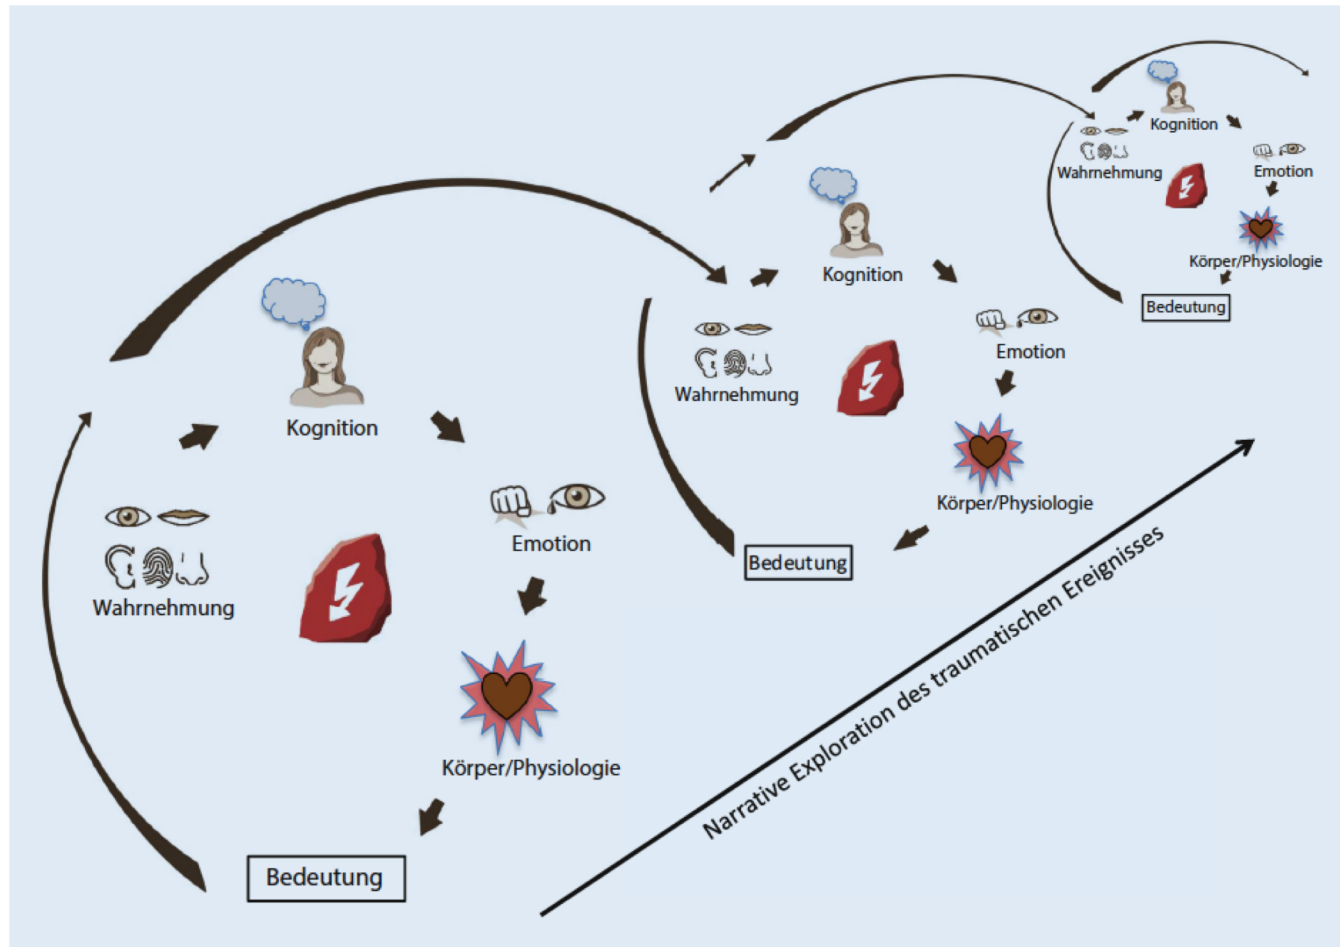 Kognition
Wahrnehmung
Emotion
Körper/Physiologie
Bedeutung
Kognition
Wahrnehmung
Emotion
Körper/Physiologie
Bedeutung
Kognition
Wahrnehmung
Emotion
Körper/Physiologie
Bedeutung
Narrative Exploration des traumatischen Ereignisses